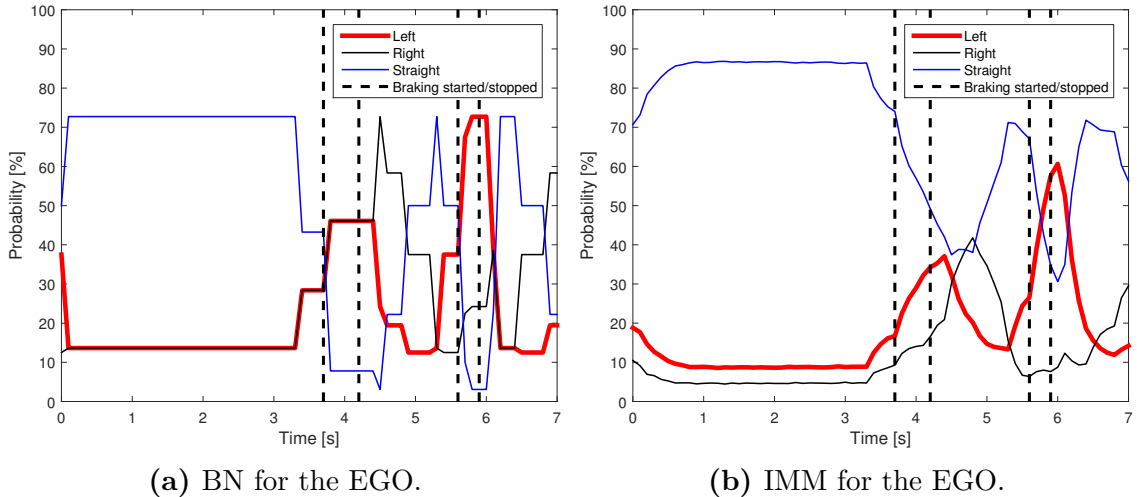 100
90
80
70
60
50
40
30
20
10
0
Probability [%]
0 1 2 3 4 5 6 7
Time [s]
Left
Right
Straight
Braking started/stopped
(a) BN for the EGO.
100
90
80
70
60
50
40
30
20
10
0
Probability [%]
0 1 2 3 4 5 6 7
Time [s]
Left
Right
Straight
Braking started/stopped
(b) IMM for the EGO.